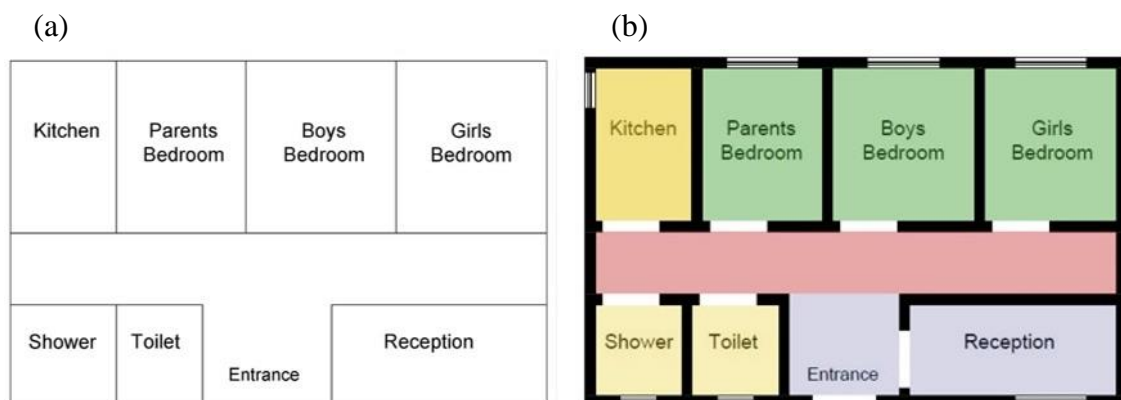 (a)
(b)
Kitchen
Parents
Bedroom
Boys
Bedroom
Girls
Bedroom
Shower
Toilet
Entrance
Reception
Kitchen
Parents
Bedroom
Boys
Bedroom
Girls
Bedroom
Shower
Toilet
Entrance
Reception